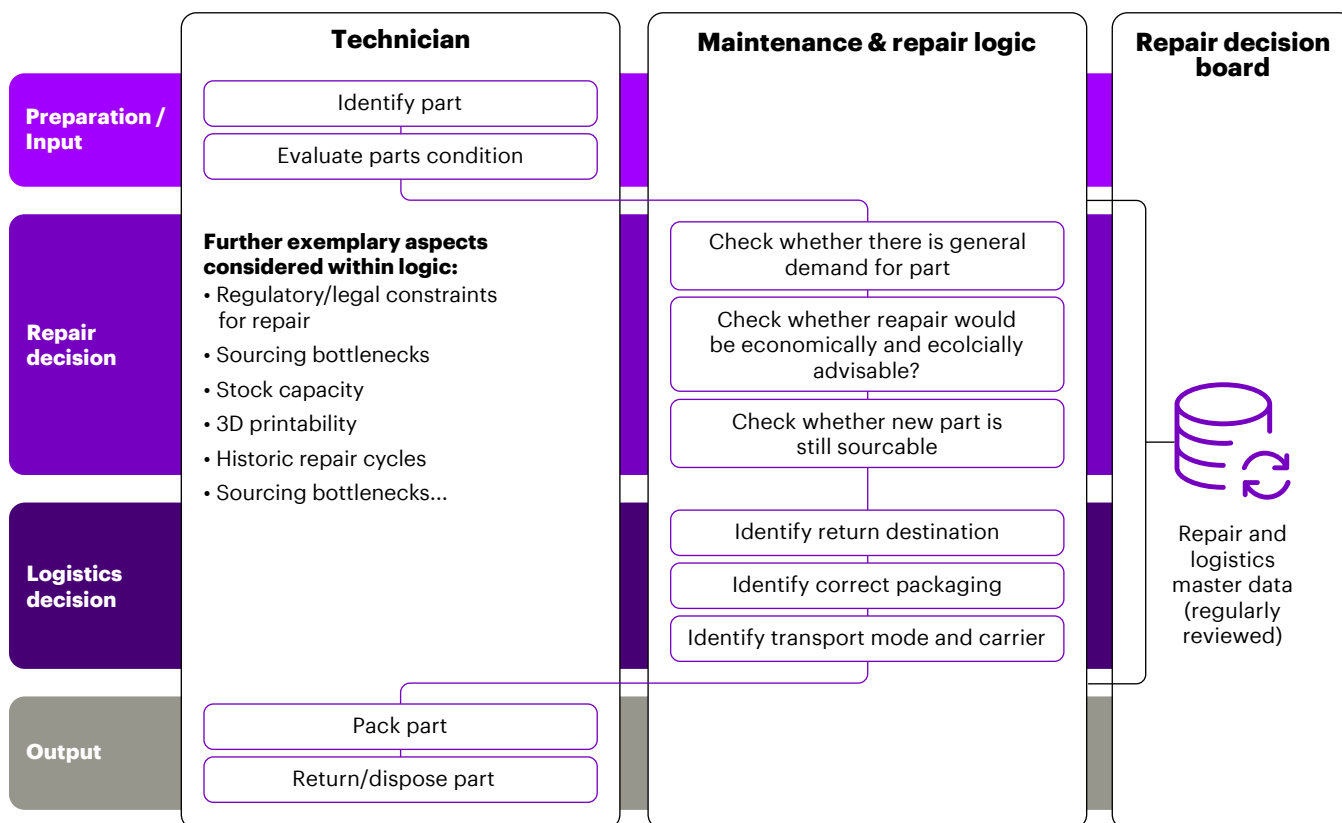 Technician
Maintenance & repair logic
Repair decision
board
Preparation /
Input
Identify part
Evaluate parts condition
Repair
decision
Further exemplary aspects
considered within logic:
• Regulatory/legal constraints
for repair
• Sourcing bottlenecks
• Stock capacity
• 3D printability
• Historic repair cycles
• Sourcing bottlenecks...
Check whether there is general
demand for part
Check whether reapair would
be economically and ecolcially
advisable?
Check whether new part is
still sourcable
Logistics
decision
Identify return destination
Identify correct packaging
Identify transport mode and carrier
Repair and
logistics
master data
(regularly
reviewed)
Output
Pack part
Return/dispose part